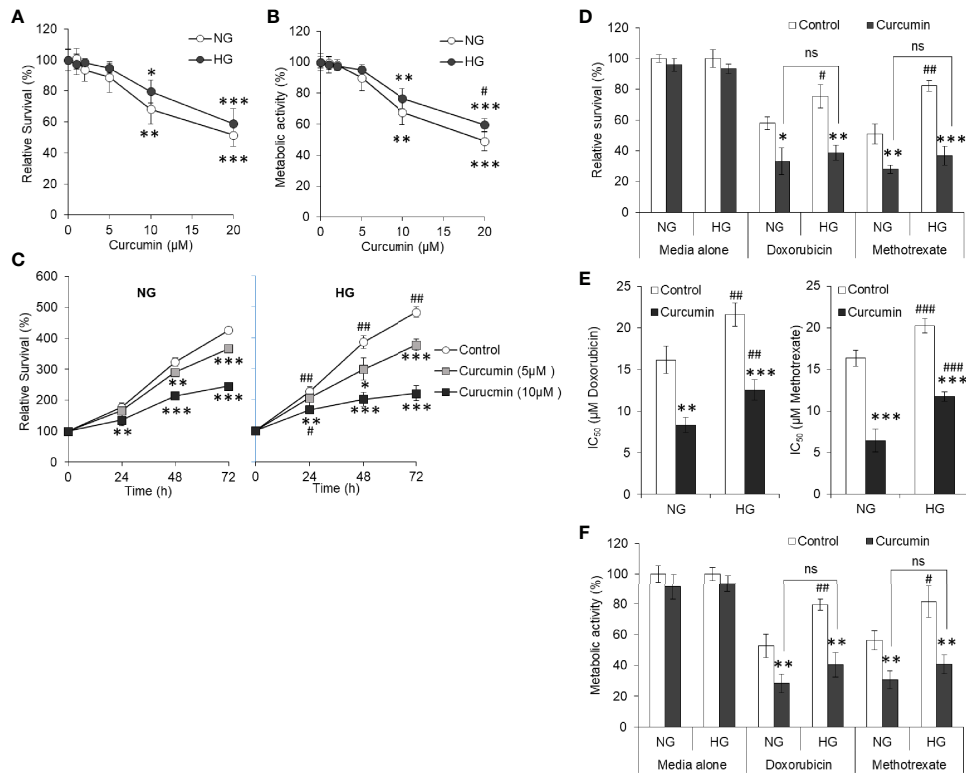 A
Relative Survival (%)
120
100
80
60
40
20
0
NG
HG
*
**
***
***
0 5 10 15 20
Curcumin (µM)
B
Metabolic activity (%)
120
100
80
60
40
20
0
NG
HG
**
**
#
***
***
0 5 10 15 20
Curcumin (µM)
C
Relative Survival (%)
600
500
400
300
200
100
0
NG
**
**
***
***
***
0 24 48 72
Time (h)
HG
##
##
##
**
#
*
***
***
***
0 24 48 72
Time (h)
Control
Curcumin (5µM )
Curucmin (10µM )
D
Control
Curcumin
Relative survival (%)
120
100
80
60
40
20
0
ns
ns
#
##
*
**
**
***
NG HG NG HG NG HG
Media alone Doxorubicin Methotrexate
E
Control
Curcumin
IC50 (µM Doxorubicin)
25
20
15
10
5
0
##
##
***
**
NG HG
Control
Curcumin
IC50 (µM Methotrexate)
25
20
15
10
5
0
###
###
***
***
NG HG
F
Control
Curcumin
Metabolic activity (%)
120
100
80
60
40
20
0
ns
ns
##
#
**
**
**
**
NG HG NG HG NG HG
Media alone Doxorubicin Methotrexate